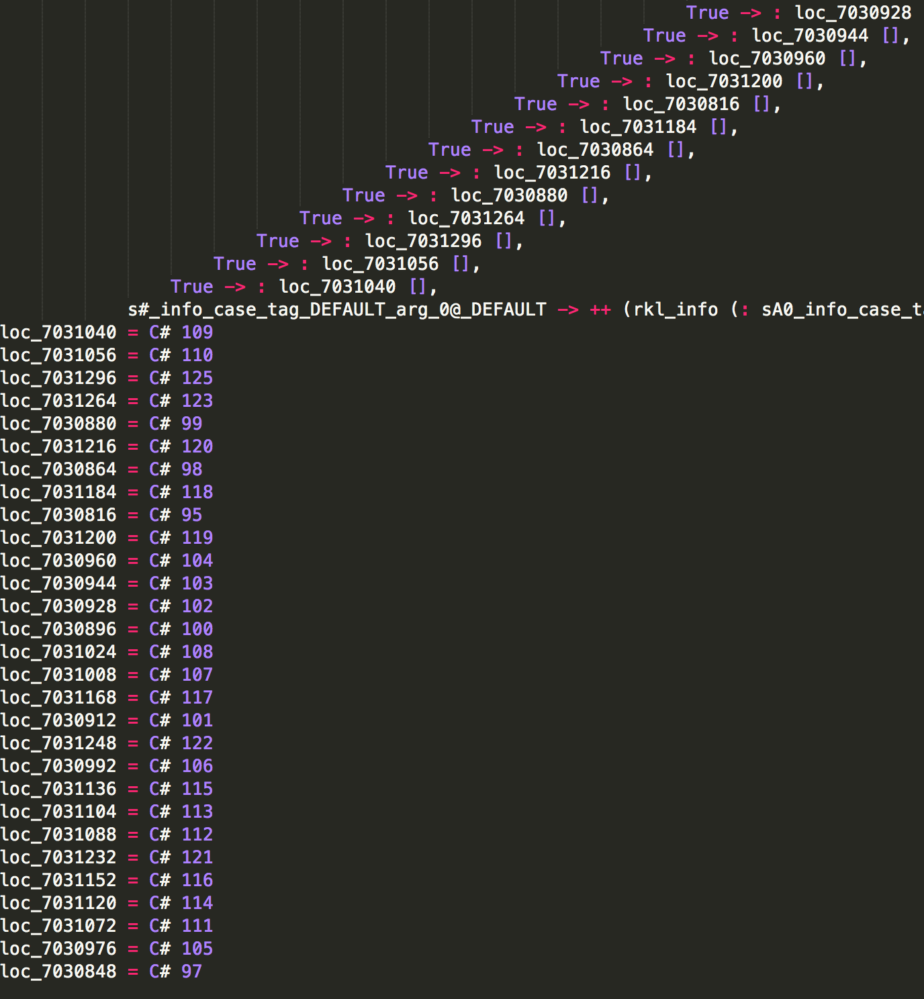 True -> : loc_7030928
True -> : loc_7030944 [],
True -> : loc_7030960 [],
True -> : loc_7031200 [],
True -> : loc_7030816 [],
True -> : loc_7031184 [],
True -> : loc_7030864 [],
True -> : loc_7031216 [],
True -> : loc_7030880 [],
True -> : loc_7031264 [],
True -> : loc_7031296 [],
True -> : loc_7031056 [],
True -> : loc_7031040 [],
s#_info_case_tag_DEFAULT_arg_0@_DEFAULT -> ++ (rkl_info (: sA0_info_case_ta
loc_7031040 = C# 109
loc_7031056 = C# 110
loc_7031296 = C# 125
loc_7031264 = C# 123
loc_7030880 = C# 99
loc_7031216 = C# 120
loc_7030864 = C# 98
loc_7031184 = C# 118
loc_7030816 = C# 95
loc_7031200 = C# 119
loc_7030960 = C# 104
loc_7030944 = C# 103
loc_7030928 = C# 102
loc_7030896 = C# 100
loc_7031024 = C# 108
loc_7031008 = C# 107
loc_7031168 = C# 117
loc_7030912 = C# 101
loc_7031248 = C# 122
loc_7030992 = C# 106
loc_7031136 = C# 115
loc_7031104 = C# 113
loc_7031088 = C# 112
loc_7031232 = C# 121
loc_7031152 = C# 116
loc_7031120 = C# 114
loc_7031072 = C# 111
loc_7030976 = C# 105
loc_7030848 = C# 97